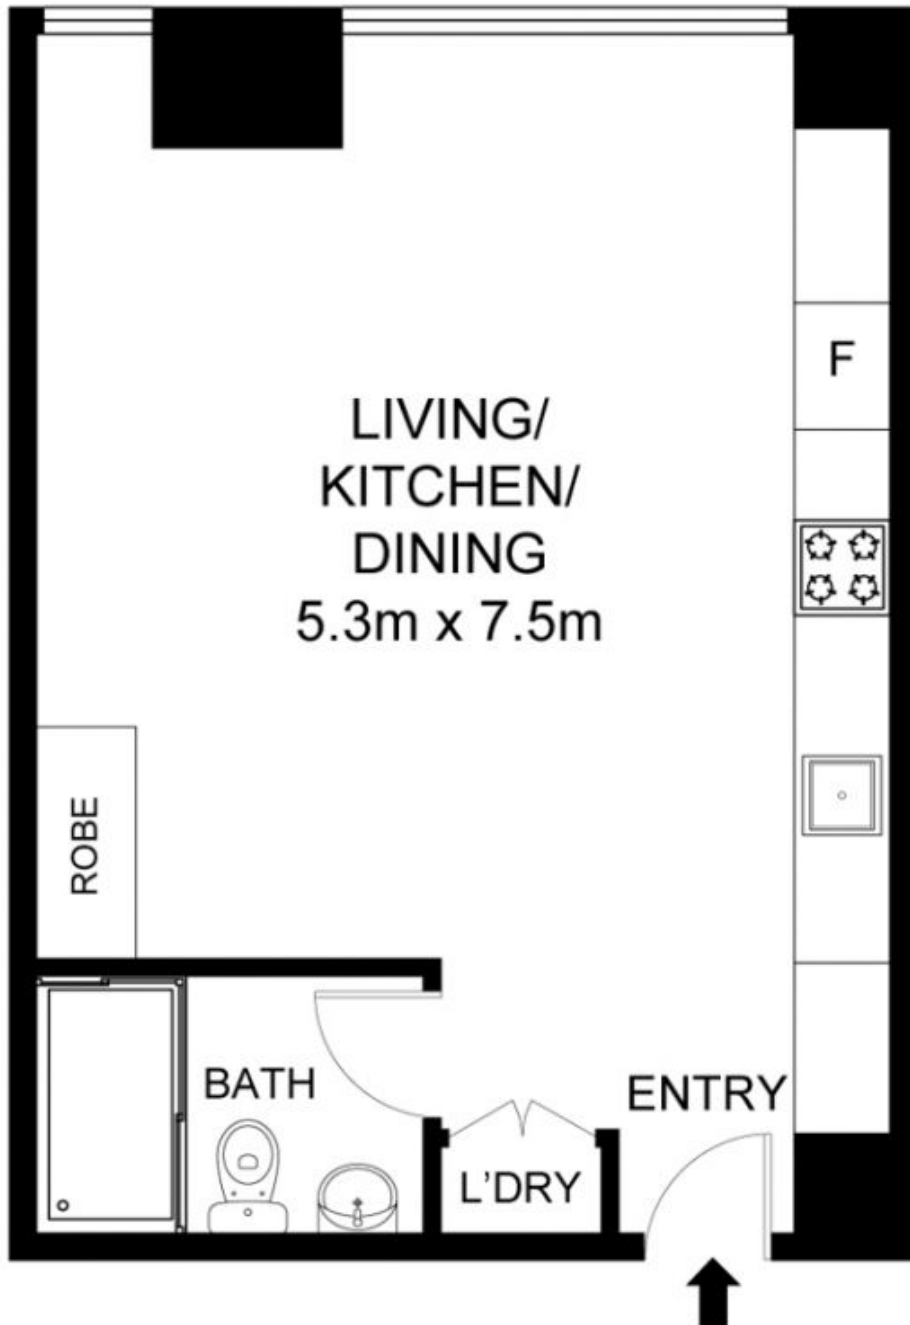 F
LIVING/
KITCHEN/
DINING
5.3m x 7.5m
ROBE
BATH
ENTRY
L'DRY